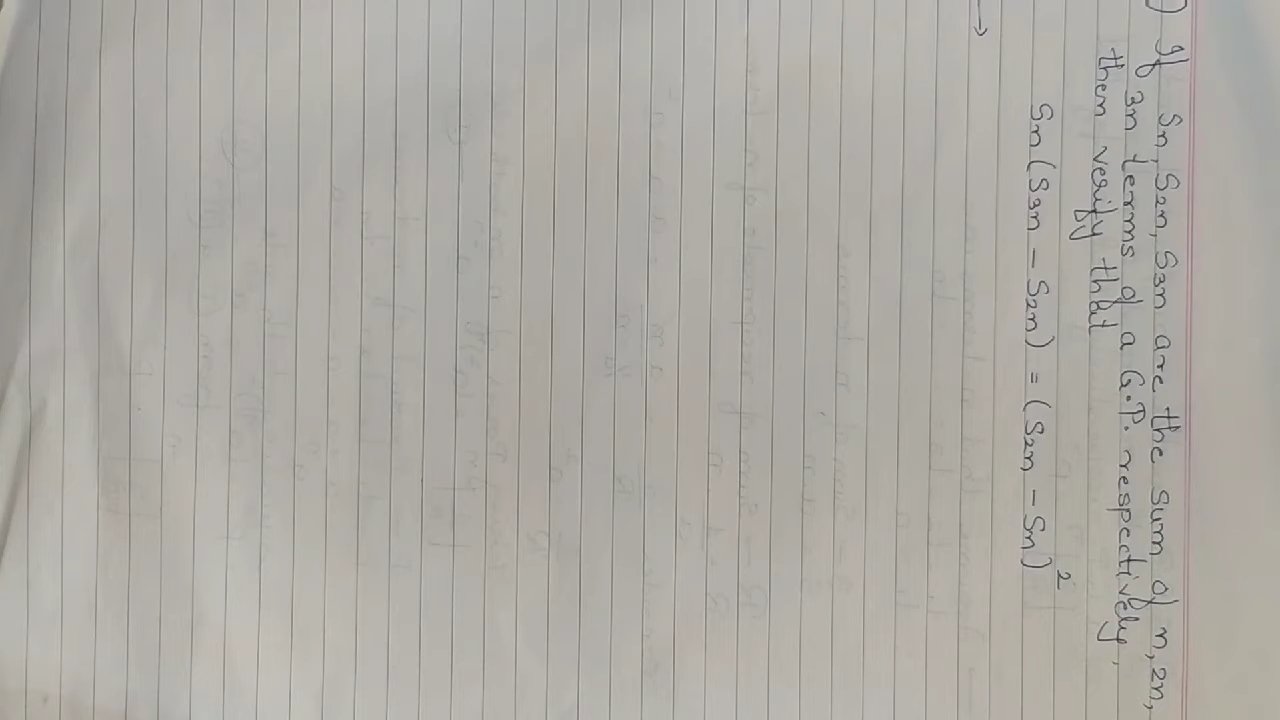 ) If Sn, S2n, S3n are the sum of n, 2n,
3n terms of a G.P. respectively,
then verify that
Sn (S3n - S2n) = (S2n - Sn)²
→